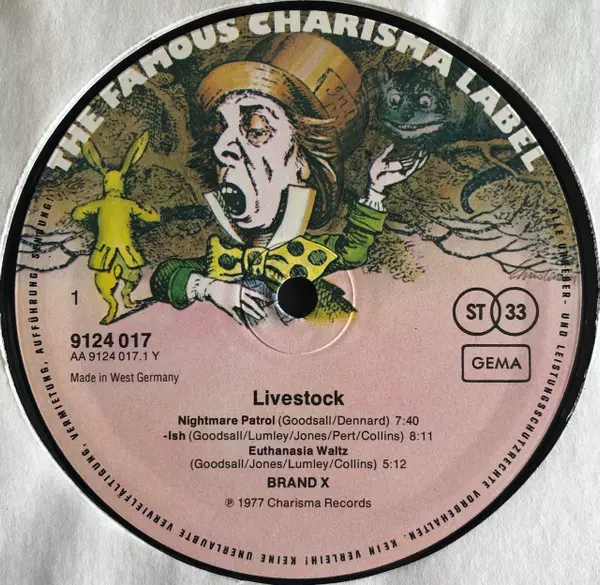 THE FAMOUS CHARISMA LABEL
1
9124 017
AA 9124 017.1 Y
Made in West Germany
ST 33
GEMA
Livestock
Nightmare Patrol (Goodsall/Dennard) 7:40
-Ish (Goodsall/Lumley/Jones/Pert/Collins) 8:11
Euthanasia Waltz
(Goodsall/Jones/Lumley/Collins) 5:12
BRAND X
℗ 1977 Charisma Records
ALLE URHEBER- UND LEISTUNGSSCHUTZRECHTE VORBEHALTEN. KEIN VERLEIH! KEINE UNERLAUBTE VERVIELFÄLTIGUNG, VERMIETUNG, AUFFÜHRUNG, SENDUNG!